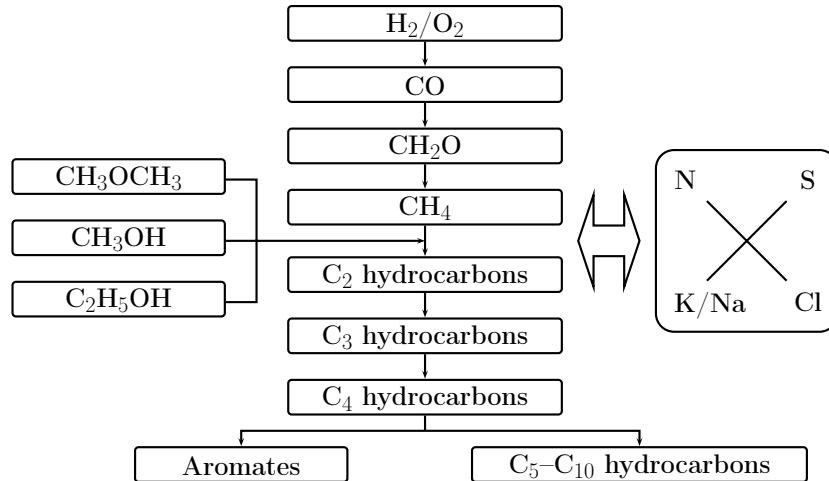 H₂/O₂
CO
CH₂O
CH₃OCH₃
CH₄
CH₃OH
C₂H₅OH
C₂ hydrocarbons
C₃ hydrocarbons
C₄ hydrocarbons
Aromates
C₅–C₁₀ hydrocarbons
N S
K/Na Cl